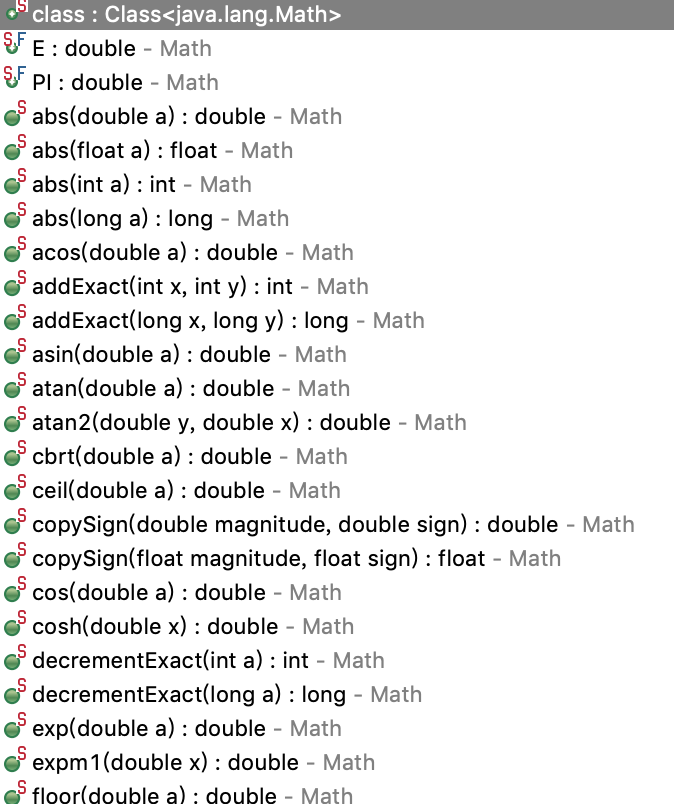 class : Class<java.lang.Math>
E : double - Math
PI : double - Math
abs(double a) : double - Math
abs(float a) : float - Math
abs(int a) : int - Math
abs(long a) : long - Math
acos(double a) : double - Math
addExact(int x, int y) : int - Math
addExact(long x, long y) : long - Math
asin(double a) : double - Math
atan(double a) : double - Math
atan2(double y, double x) : double - Math
cbrt(double a) : double - Math
ceil(double a) : double - Math
copySign(double magnitude, double sign) : double - Math
copySign(float magnitude, float sign) : float - Math
cos(double a) : double - Math
cosh(double x) : double - Math
decrementExact(int a) : int - Math
decrementExact(long a) : long - Math
exp(double a) : double - Math
expm1(double x) : double - Math
floor(double a) : double - Math